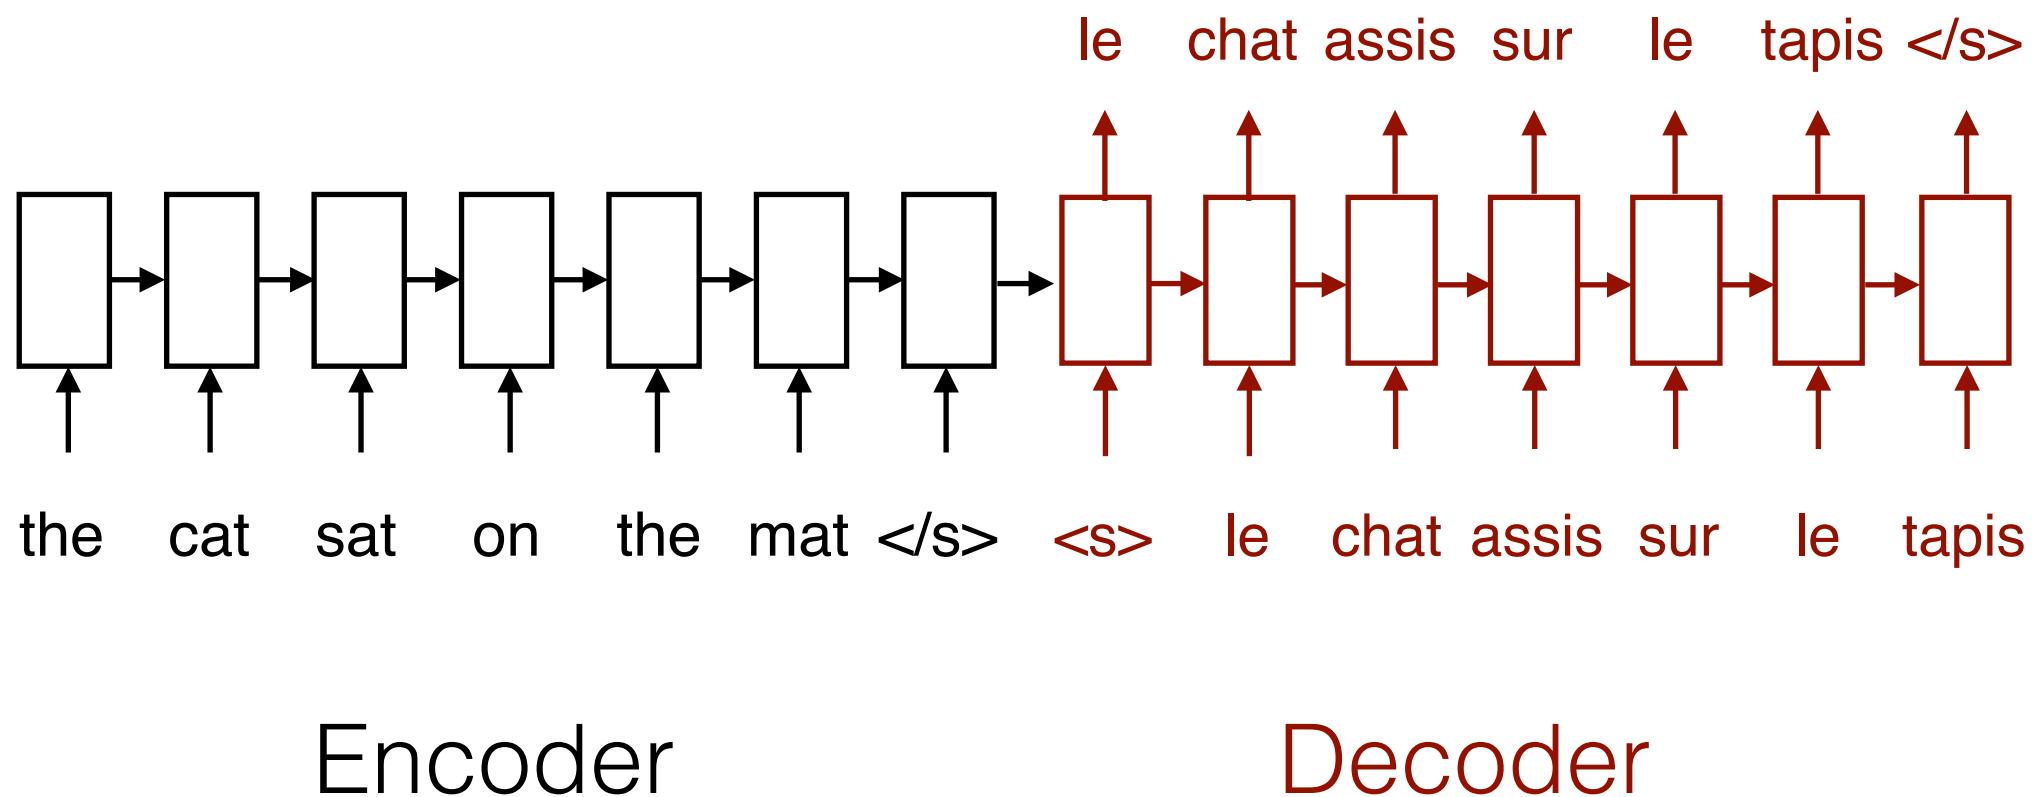 le chat assis sur le tapis </s>
the cat sat on the mat </s> <s> le chat assis sur le tapis
Encoder Decoder